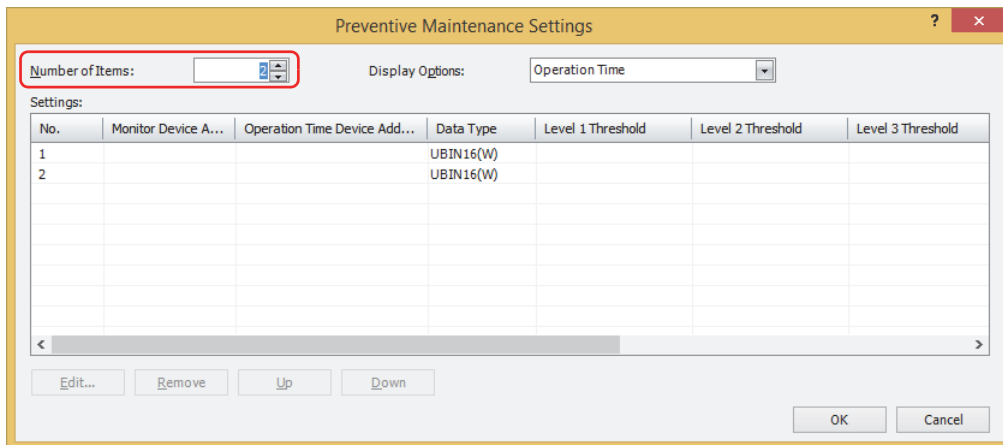 Preventive Maintenance Settings
? ×
Number of Items: 2 Display Options: Operation Time
Settings:
No. Monitor Device A... Operation Time Device Add... Data Type Level 1 Threshold Level 2 Threshold Level 3 Threshold
1 UBIN16(W)
2 UBIN16(W)
Edit... Remove Up Down
OK Cancel